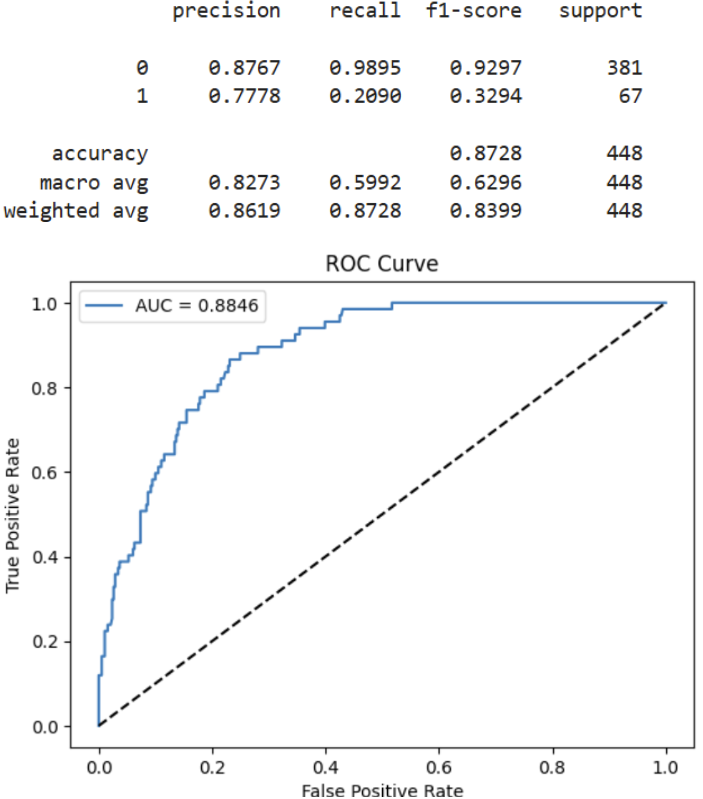 precision recall f1-score support
0 0.8767 0.9895 0.9297 381
1 0.7778 0.2090 0.3294 67
accuracy 0.8728 448
macro avg 0.8273 0.5992 0.6296 448
weighted avg 0.8619 0.8728 0.8399 448
ROC Curve
AUC = 0.8846
1.0
0.8
0.6
0.4
0.2
0.0
True Positive Rate
0.0 0.2 0.4 0.6 0.8 1.0
False Positive Rate